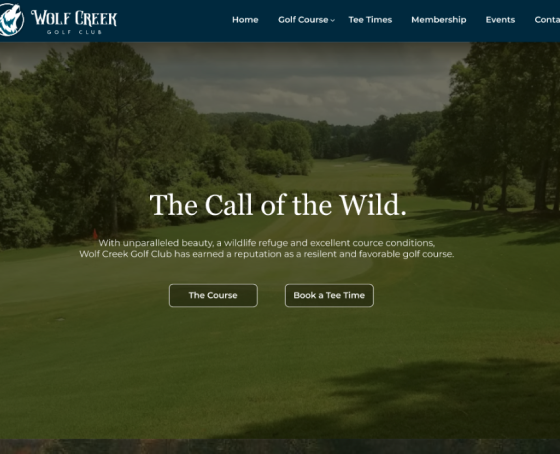 WOLF CREEK
GOLF CLUB
Home Golf Course Tee Times Membership Events Conta
The Call of the Wild.
With unparalleled beauty, a wildlife refuge and excellent cource conditions,
Wolf Creek Golf Club has earned a reputation as a resilent and favorable golf course.
The Course Book a Tee Time